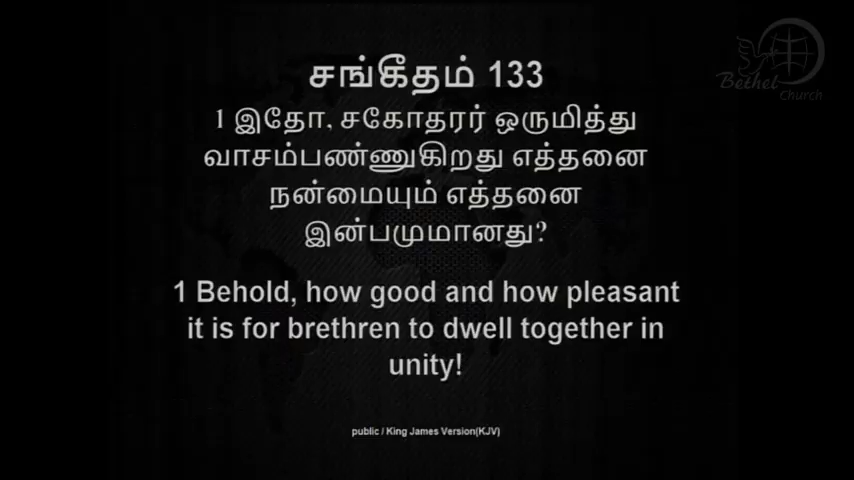 Bethel
Church
சங்கீதம் 133
1 இதோ, சகோதரர் ஒருமித்து
வாசம்பண்ணுகிறது எத்தனை
நன்மையும் எத்தனை
இன்பமுமானது?
1 Behold, how good and how pleasant
it is for brethren to dwell together in
unity!
public / King James Version(KJV)